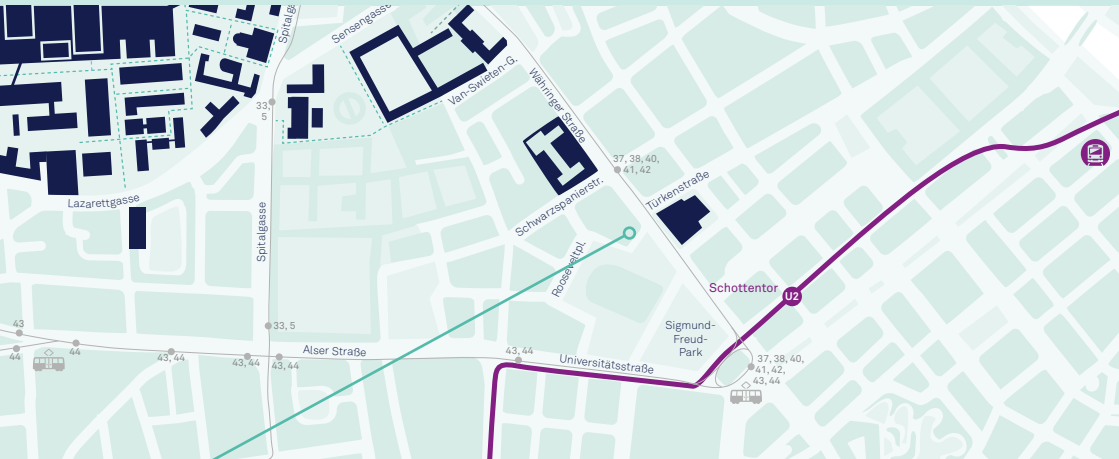 Spitalga
Sensengasse
Van-Swieten-G.
Währinger Straße
33,
5
37, 38, 40,
41, 42
Türkenstraße
Lazarettgasse
Schwarzspanierstr.
Spitalgasse
Rooseveltpl.
Schottentor
U2
43
33, 5
Sigmund-
Freud-
Park
44
44
43, 44
43, 44
43, 44
Alser Straße
43, 44
Universitätsstraße
37, 38, 40,
41, 42,
43, 44